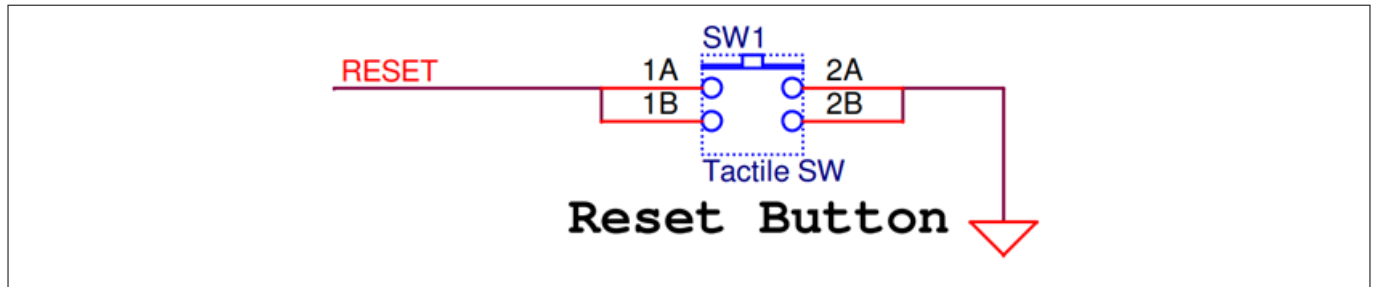 SW1
RESET 1A 2A
1B 2B
Tactile SW
Reset Button